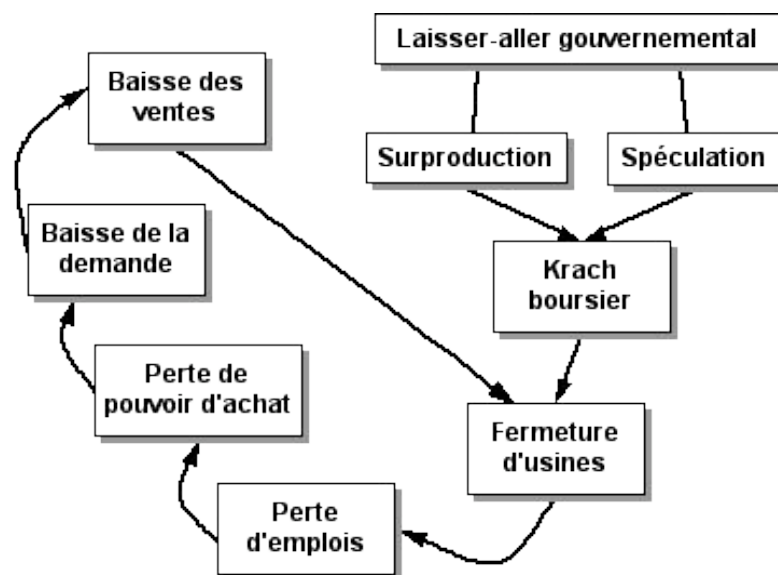 Laisser-aller gouvernemental
Surproduction
Spéculation
Krach
boursier
Fermeture
d'usines
Perte
d'emplois
Perte de
pouvoir d'achat
Baisse de la
demande
Baisse des
ventes